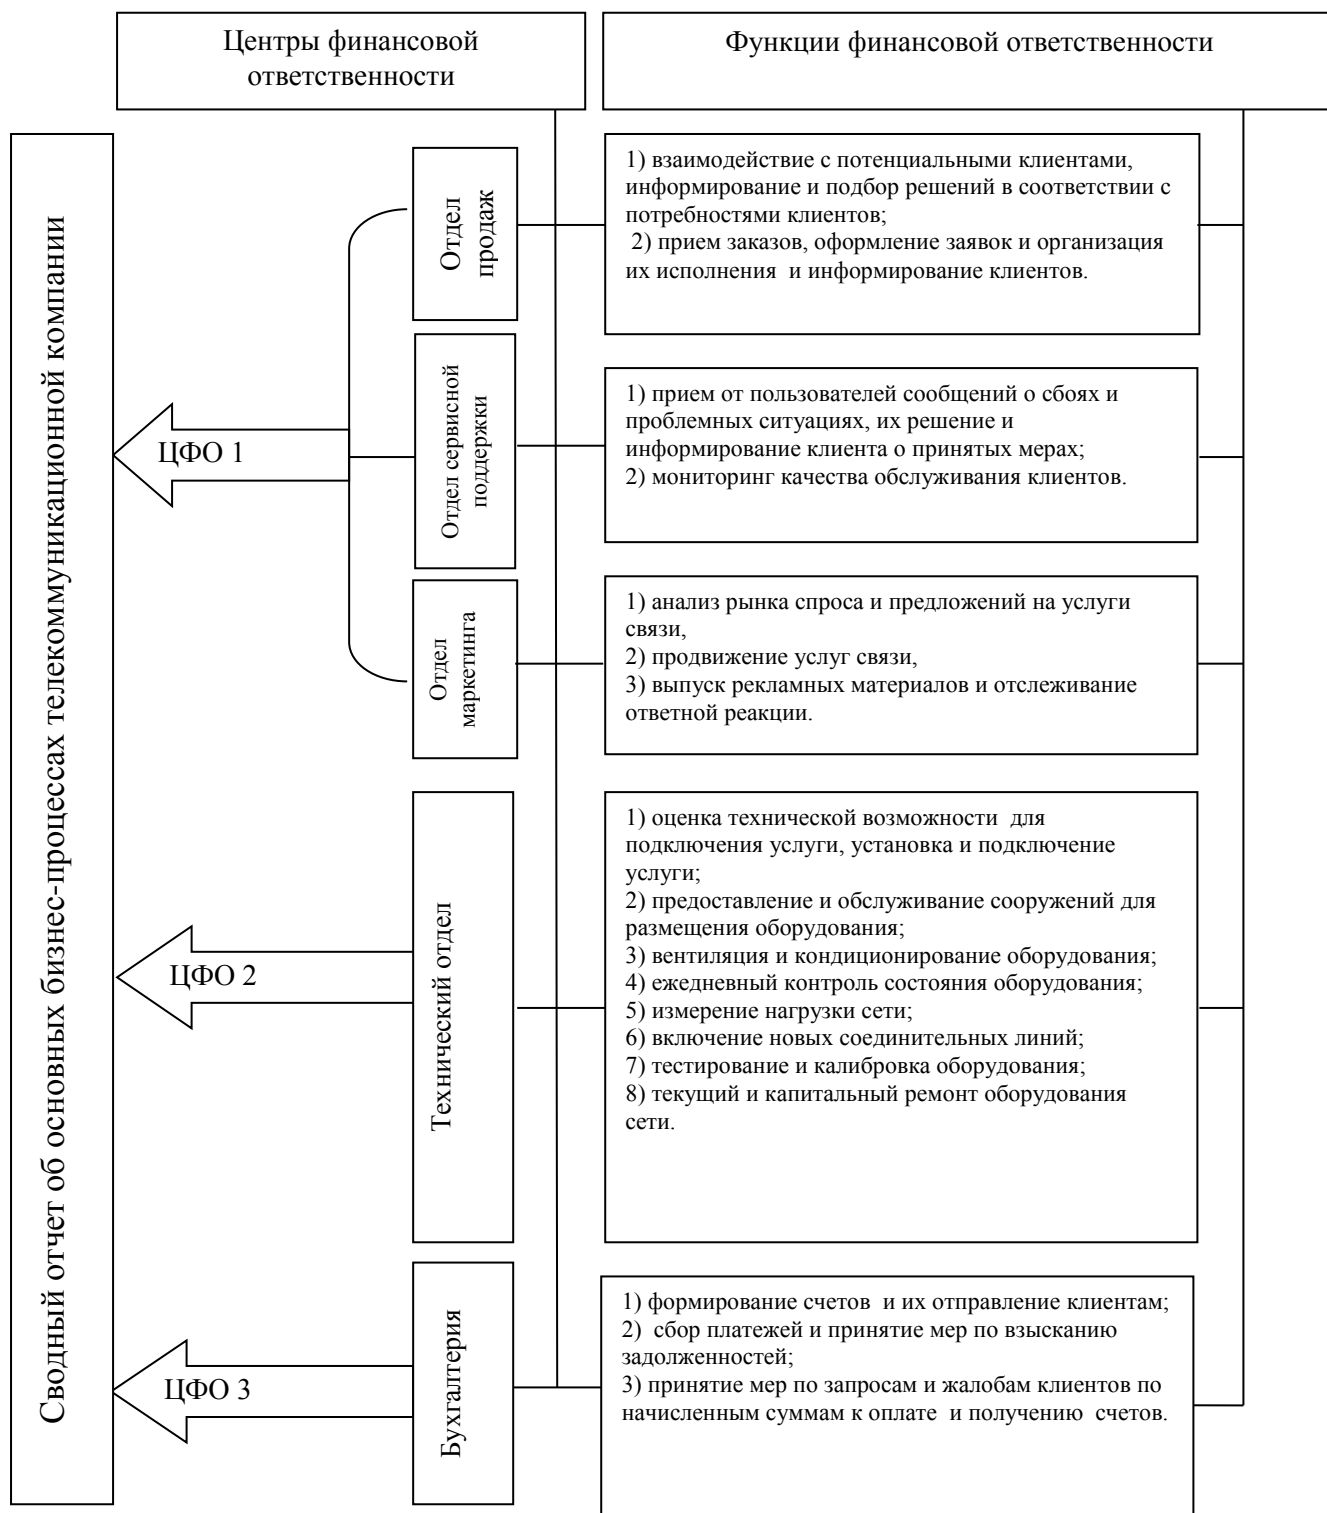 Центры финансовой
ответственности
Функции финансовой ответственности
Сводный отчет об основных бизнес-процессах телекоммуникационной компании
ЦФО 1
Отдел
продаж
1) взаимодействие с потенциальными клиентами,
информирование и подбор решений в соответствии с
потребностями клиентов;
2) прием заказов, оформление заявок и организация
их исполнения и информирование клиентов.
Отдел сервисной
поддержки
1) прием от пользователей сообщений о сбоях и
проблемных ситуациях, их решение и
информирование клиента о принятых мерах;
2) мониторинг качества обслуживания клиентов.
Отдел
маркетинга
1) анализ рынка спроса и предложений на услуги
связи,
2) продвижение услуг связи,
3) выпуск рекламных материалов и отслеживание
ответной реакции.
ЦФО 2
Технический отдел
1) оценка технической возможности для
подключения услуги, установка и подключение
услуги;
2) предоставление и обслуживание сооружений для
размещения оборудования;
3) вентиляция и кондиционирование оборудования;
4) ежедневный контроль состояния оборудования;
5) измерение нагрузки сети;
6) включение новых соединительных линий;
7) тестирование и калибровка оборудования;
8) текущий и капитальный ремонт оборудования
сети.
ЦФО 3
Бухгалтерия
1) формирование счетов и их отправление клиентам;
2) сбор платежей и принятие мер по взысканию
задолженностей;
3) принятие мер по запросам и жалобам клиентов по
начисленным суммам к оплате и получению счетов.